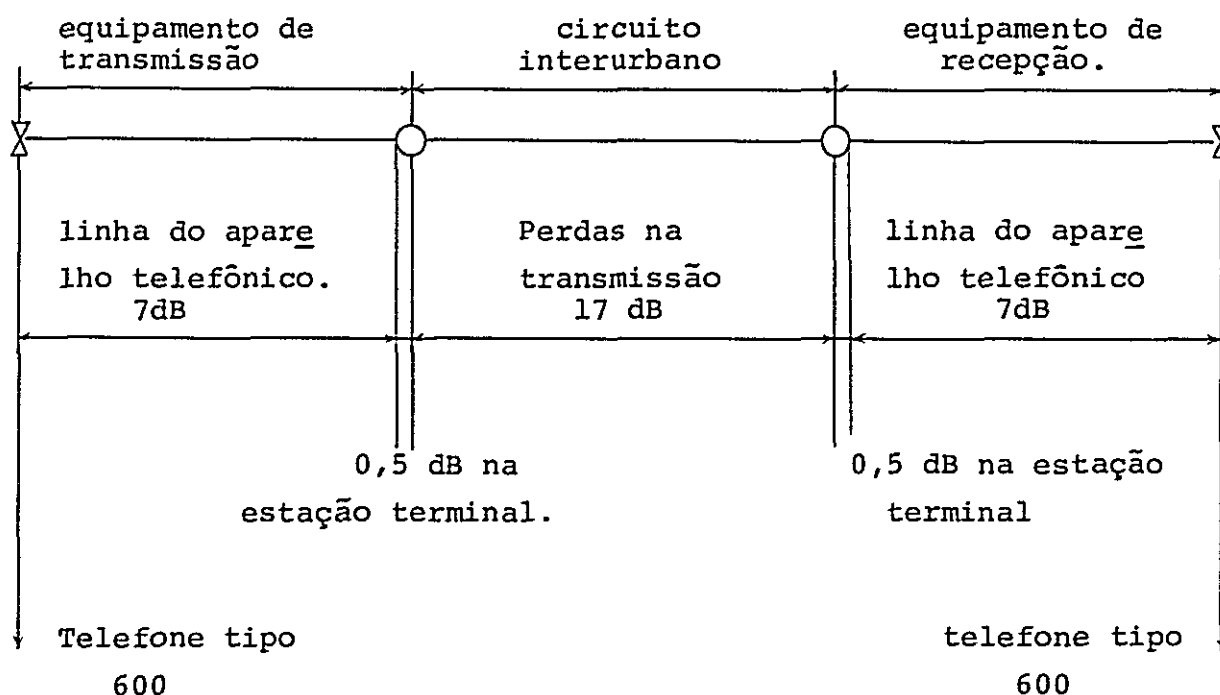 equipamento de
transmissão
circuito
interurbano
equipamento de
recepção.
linha do apare
lho telefônico.
7dB
Perdas na
transmissão
17 dB
linha do apare
lho telefônico
7dB
0,5 dB na
estação terminal.
0,5 dB na estação
terminal
Telefone tipo
600
telefone tipo
600